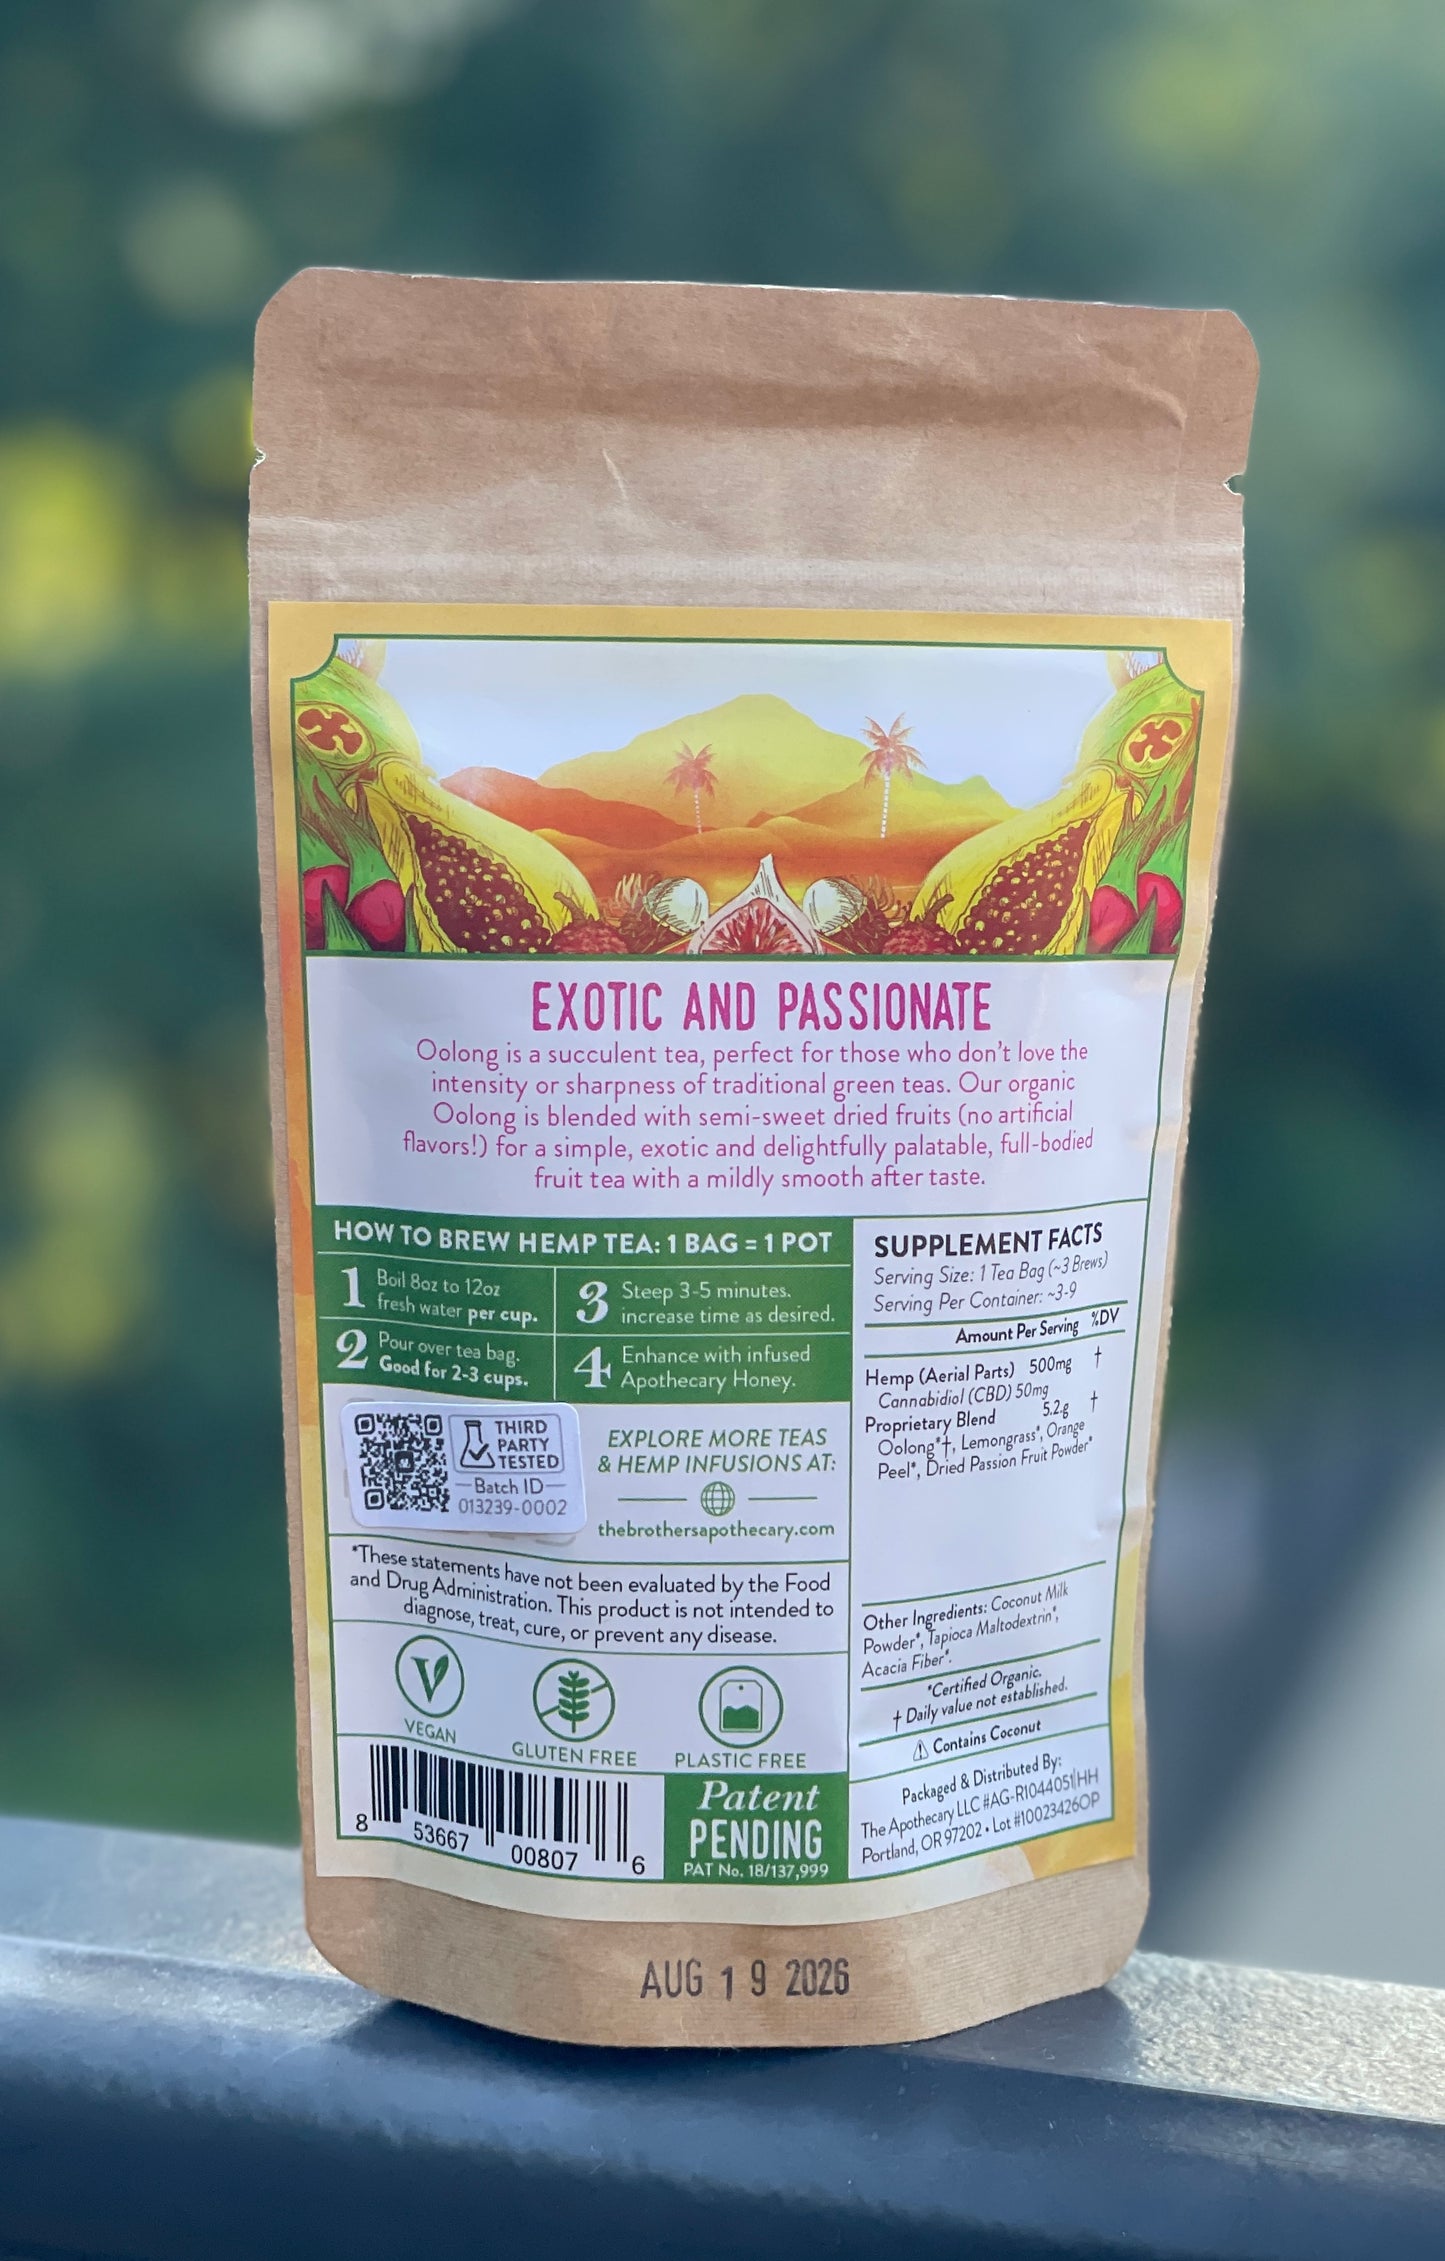 EXOTIC AND PASSIONATE
Oolong is a succulent tea, perfect for those who don't love the
intensity or sharpness of traditional green teas. Our organic
Oolong is blended with semi-sweet dried fruits (no artificial
flavors!) for a simple, exotic and delightfully palatable, full-bodied
fruit tea with a mildly smooth after taste.
HOW TO BREW HEMP TEA: 1 BAG = 1 POT
1 Boil 8oz to 12oz
fresh water per cup.
2 Pour over tea bag.
Good for 2-3 cups.
3 Steep 3-5 minutes.
increase time as desired.
4 Enhance with infused
Apothecary Honey.
THIRD
PARTY
TESTED
Batch ID
013239-0002
EXPLORE MORE TEAS
& HEMP INFUSIONS AT:
thebrothersapothecary.com
*These statements have not been evaluated by the Food
and Drug Administration. This product is not intended to
diagnose, treat, cure, or prevent any disease.
VEGAN
GLUTEN FREE
PLASTIC FREE
8 53667 00807 6
Patent
PENDING
PAT No. 18/137,999
SUPPLEMENT FACTS
Serving Size: 1 Tea Bag (~3 Brews)
Serving Per Container: ~3-9
Amount Per Serving %DV
Hemp (Aerial Parts) 500mg †
Cannabidiol (CBD) 50mg
Proprietary Blend 5.2g †
Oolong*†, Lemongrass*, Orange
Peel*, Dried Passion Fruit Powder*
Other Ingredients: Coconut Milk
Powder*, Tapioca Maltodextrin*,
Acacia Fiber*.
*Certified Organic.
† Daily value not established.
⚠ Contains Coconut
Packaged & Distributed By:
The Apothecary LLC #AG-R1044051IHH
Portland, OR 97202 • Lot #10023426OP
AUG 19 2026